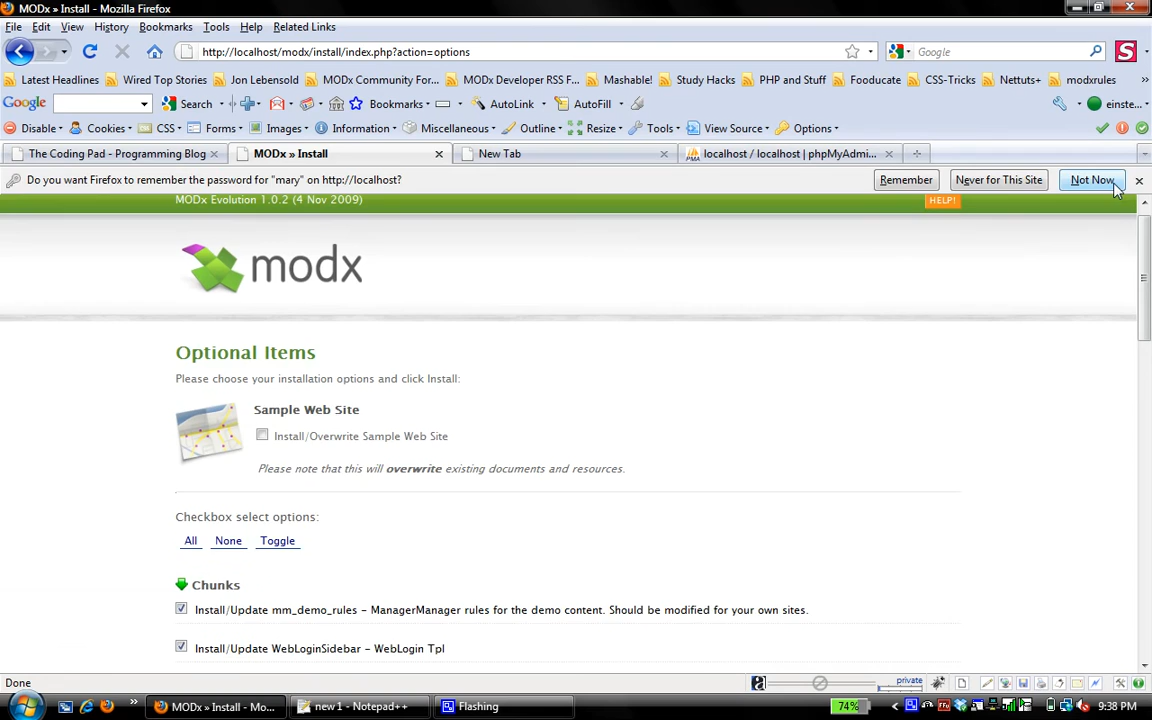 MODx » Install - Mozilla Firefox
File Edit View History Bookmarks Tools Help Related Links
http://localhost/modx/install/index.php?action=options
Google
Latest Headlines Wired Top Stories Jon Lebensold MODx Community For... MODx Developer RSS F... Mashable! Study Hacks PHP and Stuff Fooducate CSS-Tricks Nettuts+ modxrules »
Google Search Bookmarks AutoLink AutoFill einste...
Disable Cookies CSS Forms Images Information Miscellaneous Outline Resize Tools View Source Options
The Coding Pad - Programming Blog MODx » Install New Tab localhost / localhost | phpMyAdmi...
Do you want Firefox to remember the password for "mary" on http://localhost? Remember Never for This Site Not Now
MODx Evolution 1.0.2 (4 Nov 2009) HELP!
modx
Optional Items
Please choose your installation options and click Install:
Sample Web Site
Install/Overwrite Sample Web Site
Please note that this will overwrite existing documents and resources.
Checkbox select options:
All None Toggle
Chunks
Install/Update mm_demo_rules - ManagerManager rules for the demo content. Should be modified for your own sites.
Install/Update WebLoginSidebar - WebLogin Tpl
Done private
MODx » Install - Mo... new 1 - Notepad++ Flashing 74% 9:38 PM